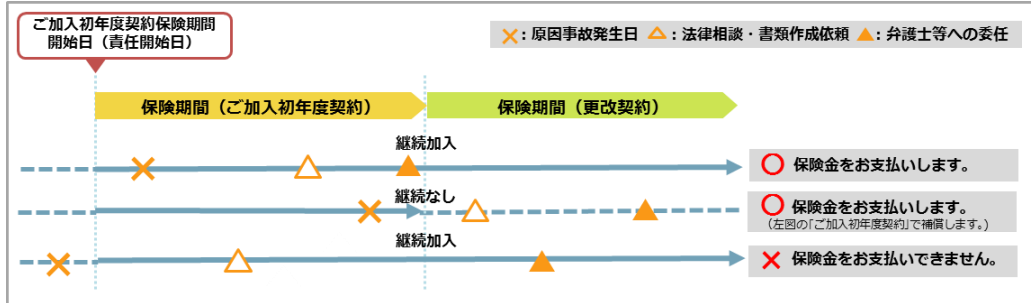 ご加入初年度契約保険期間
開始日（責任開始日）
×：原因事故発生日 △：法律相談・書類作成依頼 ▲：弁護士等への委任
保険期間（ご加入初年度契約） 保険期間（更改契約）
継続加入
○ 保険金をお支払いします。
継続なし
○ 保険金をお支払いします。
（左図の「ご加入初年度契約」で補償します。）
継続加入
× 保険金をお支払いできません。